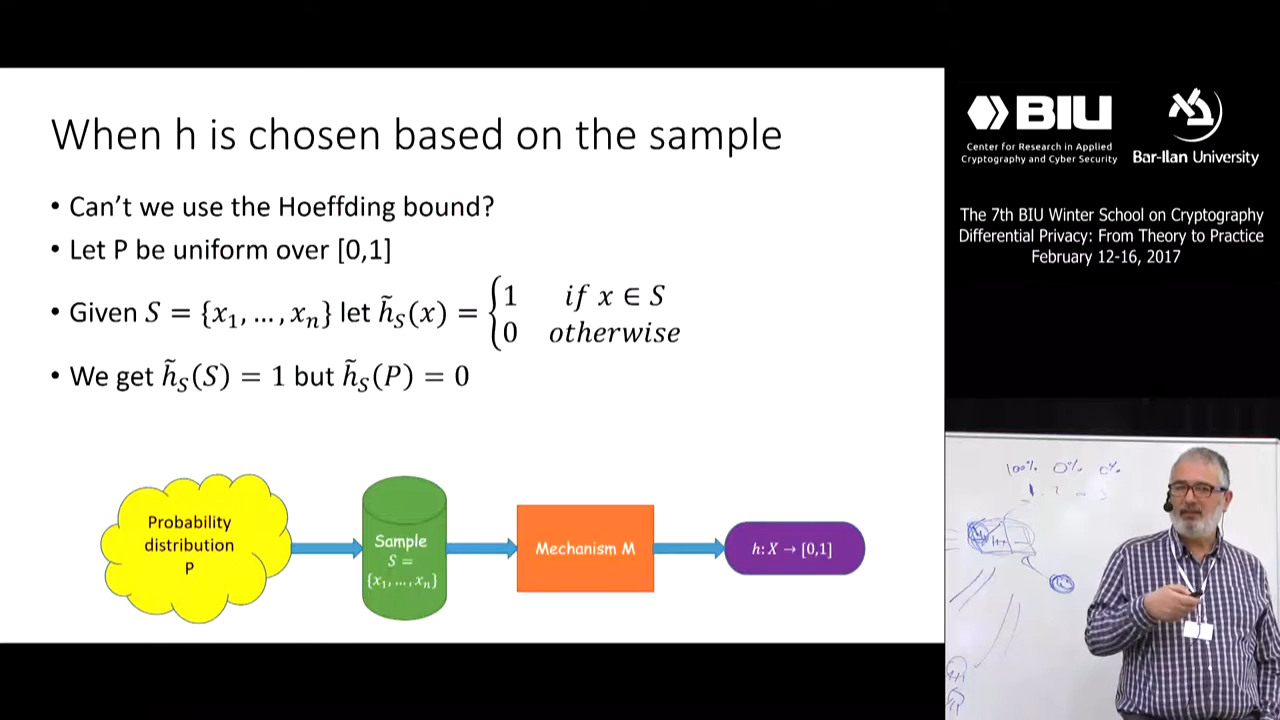 When h is chosen based on the sample
• Can't we use the Hoeffding bound?
• Let P be uniform over [0,1]
• Given S = {x₁, …, xₙ} let h̃_S(x) = {1 if x ∈ S
0 otherwise
• We get h̃_S(S) = 1 but h̃_S(P) = 0
Probability
distribution
P
Sample
S =
{x₁, …, xₙ}
Mechanism M
h: X → [0,1]
BIU
Center for Research in Applied
Cryptography and Cyber Security
Bar-Ilan University
The 7th BIU Winter School on Cryptography
Differential Privacy: From Theory to Practice
February 12-16, 2017
100% 0% 0%